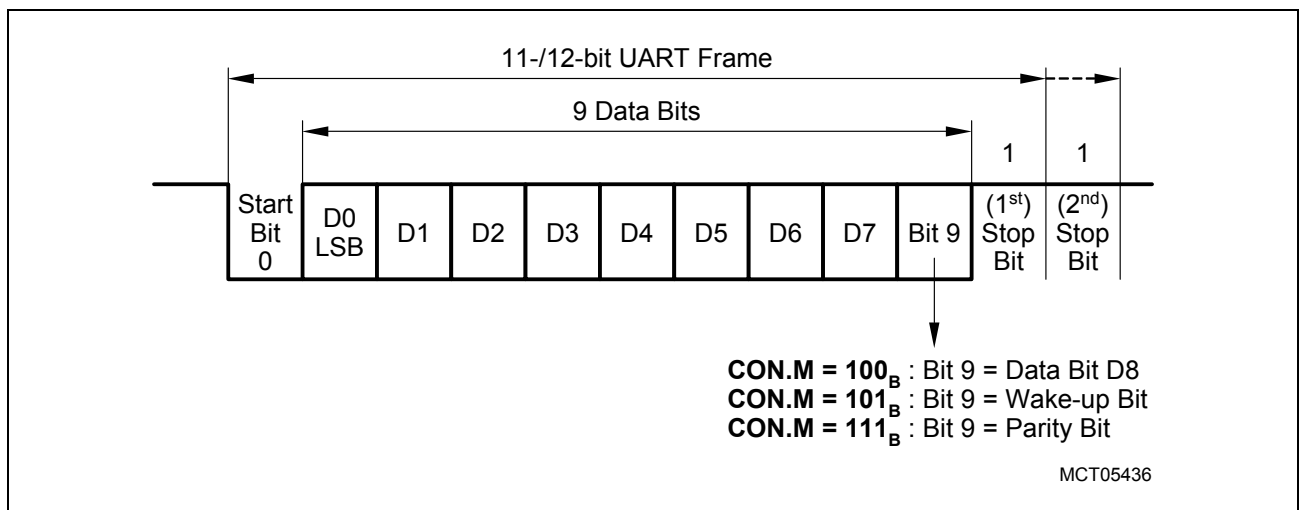 11-/12-bit UART Frame
9 Data Bits
1 1
Start Bit 0
D0 LSB
D1
D2
D3
D4
D5
D6
D7
Bit 9
(1st) Stop Bit
(2nd) Stop Bit
CON.M = 100B : Bit 9 = Data Bit D8
CON.M = 101B : Bit 9 = Wake-up Bit
CON.M = 111B : Bit 9 = Parity Bit
MCT05436